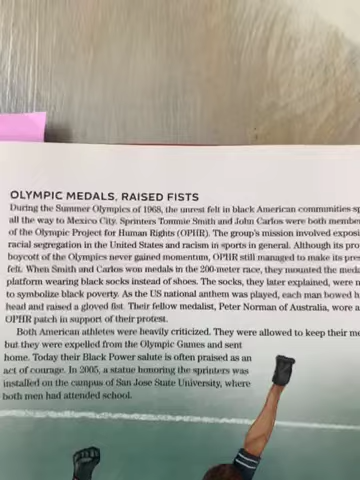 OLYMPIC MEDALS, RAISED FISTS
During the Summer Olympics of 1968, the unrest felt in black American communities sp
all the way to Mexico City. Sprinters Tommie Smith and John Carlos were both member
of the Olympic Project for Human Rights (OPHR). The group's mission involved exposi
racial segregation in the United States and racism in sports in general. Although its pro
boycott of the Olympics never gained momentum, OPHR still managed to make its pres
felt. When Smith and Carlos won medals in the 200-meter race, they mounted the meda
platform wearing black socks instead of shoes. The socks, they later explained, were m
to symbolize black poverty. As the US national anthem was played, each man bowed h
head and raised a gloved fist. Their fellow medalist, Peter Norman of Australia, wore a
OPHR patch in support of their protest.
Both American athletes were heavily criticized. They were allowed to keep their me
but they were expelled from the Olympic Games and sent
home. Today their Black Power salute is often praised as an
act of courage. In 2005, a statue honoring the sprinters was
installed on the campus of San Jose State University, where
both men had attended school.